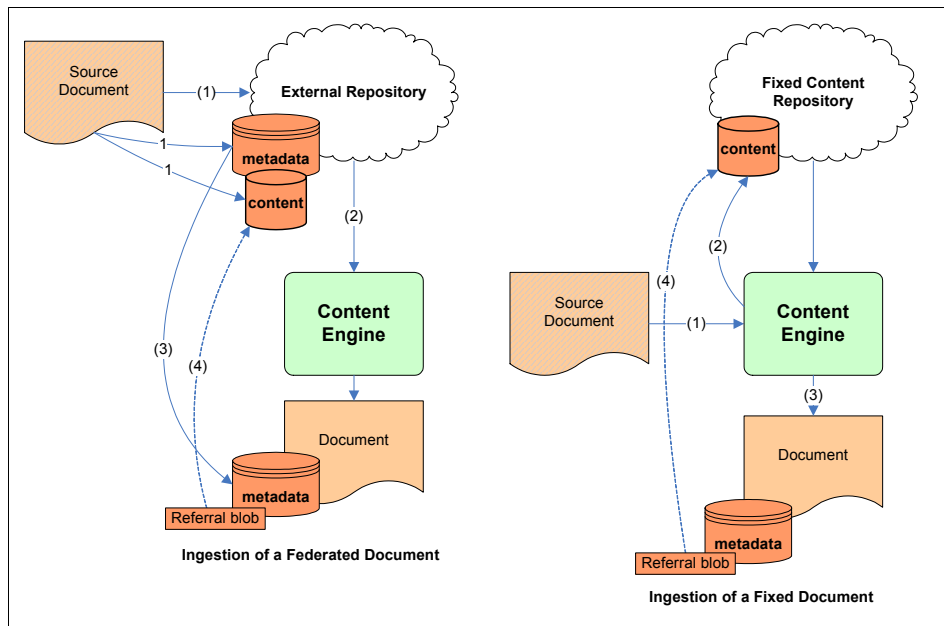 Source
Document
(1)
External Repository
1
1
metadata
content
(2)
Content
Engine
(3)
(4)
Document
metadata
Referral blob
Ingestion of a Federated Document
Fixed Content
Repository
content
(2)
(4)
Source
Document
(1)
Content
Engine
(3)
Document
metadata
Referral blob
Ingestion of a Fixed Document